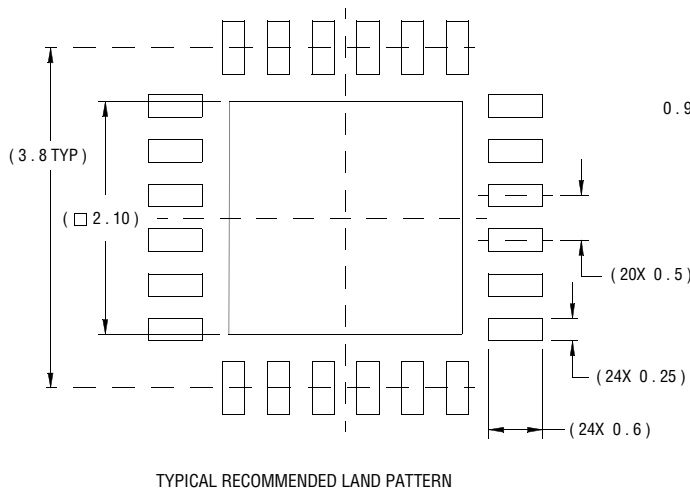 0.9
(3.8 TYP)
(□ 2.10)
(20X 0.5)
(24X 0.25)
(24X 0.6)
TYPICAL RECOMMENDED LAND PATTERN